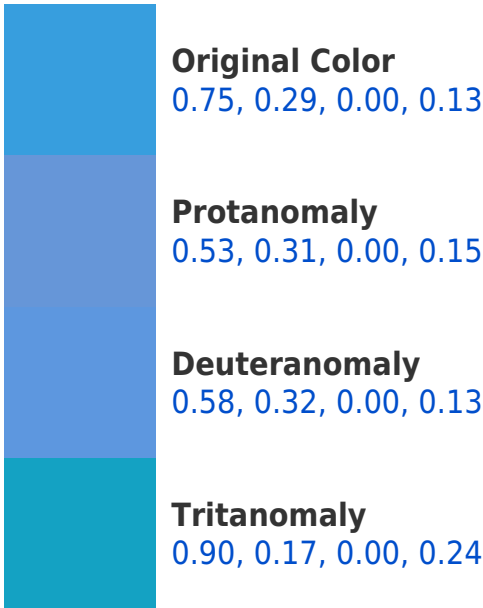 Original Color
0.75, 0.29, 0.00, 0.13
Protanomaly
0.53, 0.31, 0.00, 0.15
Deuteranomaly
0.58, 0.32, 0.00, 0.13
Tritanomaly
0.90, 0.17, 0.00, 0.24